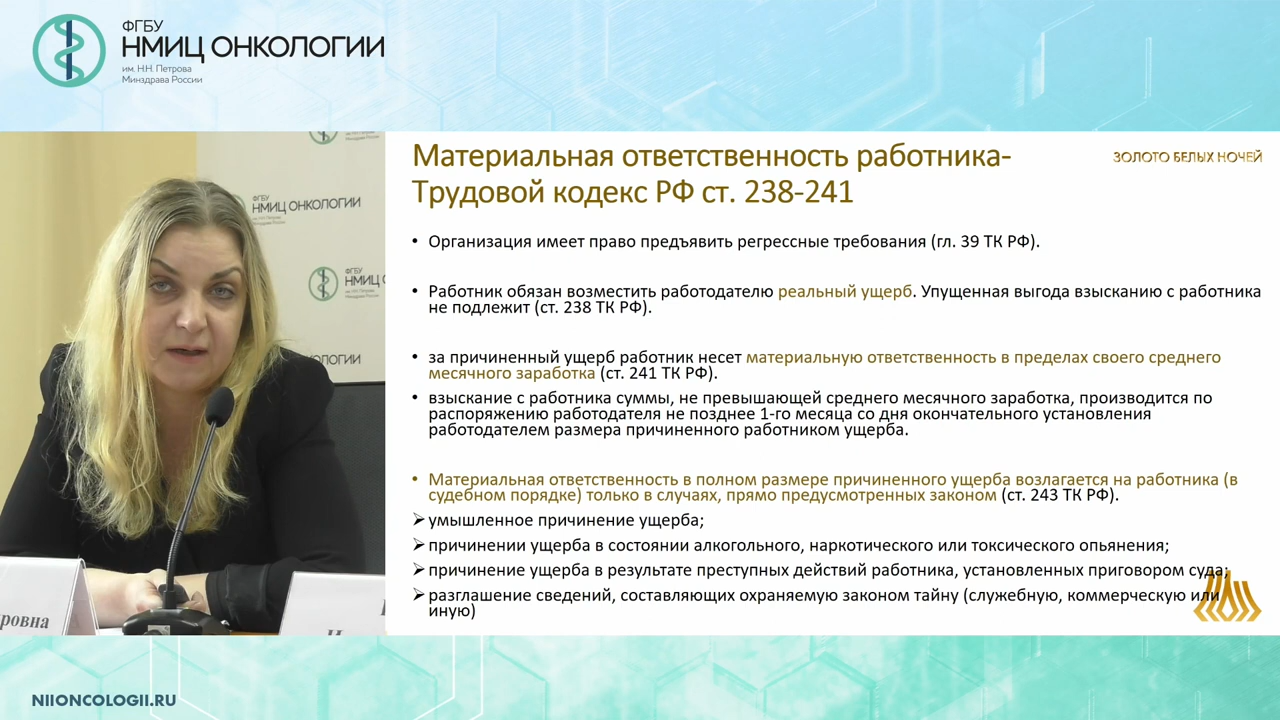 ФГБУ
НМИЦ ОНКОЛОГИИ
им. Н.Н. Петрова
Минздрава России
ФГБУ
НМИЦ ОНКОЛОГИИ
ФГБУ
НМИЦ
ОНКОЛОГИИ
ровна
Материальная ответственность работника-
Трудовой кодекс РФ ст. 238-241
ЗОЛОТО БЕЛЫХ НОЧЕЙ
• Организация имеет право предъявить регрессные требования (гл. 39 ТК РФ).
• Работник обязан возместить работодателю реальный ущерб. Упущенная выгода взысканию с работника
не подлежит (ст. 238 ТК РФ).
• за причиненный ущерб работник несет материальную ответственность в пределах своего среднего
месячного заработка (ст. 241 ТК РФ).
• взыскание с работника суммы, не превышающей среднего месячного заработка, производится по
распоряжению работодателя не позднее 1-го месяца со дня окончательного установления
работодателем размера причиненного работником ущерба.
• Материальная ответственность в полном размере причиненного ущерба возлагается на работника (в
судебном порядке) только в случаях, прямо предусмотренных законом (ст. 243 ТК РФ).
➢ умышленное причинение ущерба;
➢ причинении ущерба в состоянии алкогольного, наркотического или токсического опьянения;
➢ причинение ущерба в результате преступных действий работника, установленных приговором суда;
➢ разглашение сведений, составляющих охраняемую законом тайну (служебную, коммерческую или
иную)
NIIONCOLOGII.RU